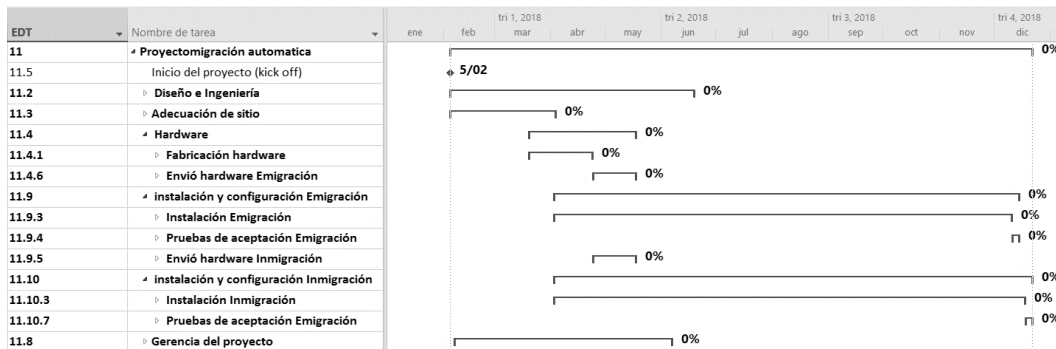 tri 1, 2018 tri 2, 2018 tri 3, 2018 tri 4, 2018
EDT Nombre de tarea ene feb mar abr may jun jul ago sep oct nov dic
11 Proyectomigración automatica 0%
11.5 Inicio del proyecto (kick off) 5/02
11.2 Diseño e Ingeniería 0%
11.3 Adecuación de sitio 0%
11.4 Hardware 0%
11.4.1 Fabricación hardware 0%
11.4.6 Envió hardware Emigración 0%
11.9 instalación y configuración Emigración 0%
11.9.3 Instalación Emigración 0%
11.9.4 Pruebas de aceptación Emigración 0%
11.9.5 Envió hardware Inmigración 0%
11.10 instalación y configuración Inmigración 0%
11.10.3 Instalación Inmigración 0%
11.10.7 Pruebas de aceptación Emigración 0%
11.8 Gerencia del proyecto 0%